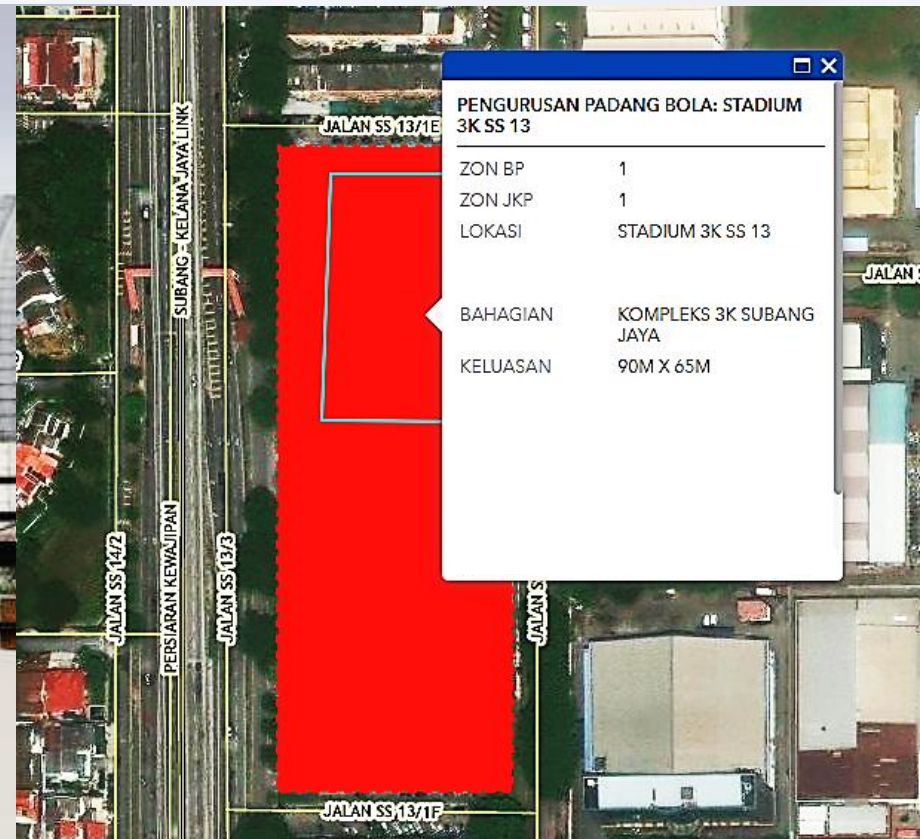 PENGURUSAN PADANG BOLA: STADIUM
3K SS 13
ZON BP 1
ZON JKP 1
LOKASI STADIUM 3K SS 13
BAHAGIAN KOMPLEKS 3K SUBANG
JAYA
KELUASAN 90M X 65M
JALAN SS 13/1E
SUBANG - KELANA JAYA LINK
JALAN
JALAN SS 14/2
PERSIARAN KEWAJIPAN
JALAN SS 13/3
JALAN S
JALAN SS 13/1F